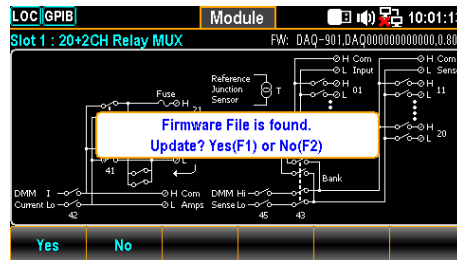 LOC GPIB Module 10:01:1
Slot 1 : 20+2CH Relay MUX FW: DAQ-901,DAQ000000000000,0.80
H Com H Com
L Input L Sens
Reference
Junction
Sensor T
H 01 H 11
L L
Fuse
H 21
Firmware File is found.
Update? Yes(F1) or No(F2)
H 20
L
L
41
Bank
DMM I H Com DMM Hi
Current Lo L Amps Sense Lo
42 45 43
Yes No